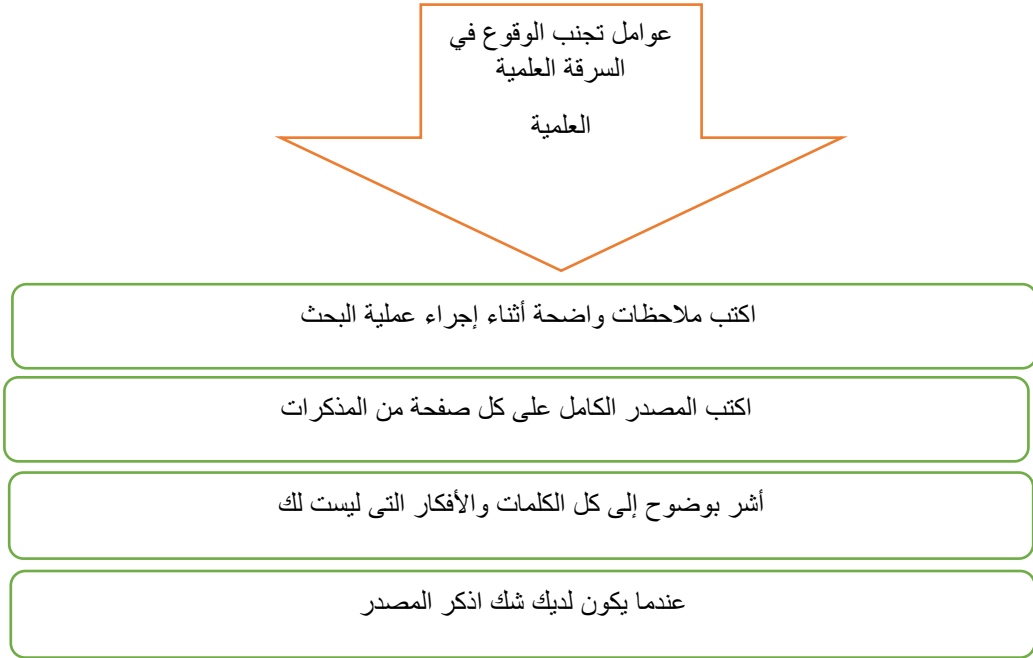 عوامل تجنب الوقوع في
السرقة العلمية
العلمية
اكتب ملاحظات واضحة أثناء إجراء عملية البحث
اكتب المصدر الكامل على كل صفحة من المذكرات
أشر بوضوح إلى كل الكلمات والأفكار التى ليست لك
عندما يكون لديك شك اذكر المصدر